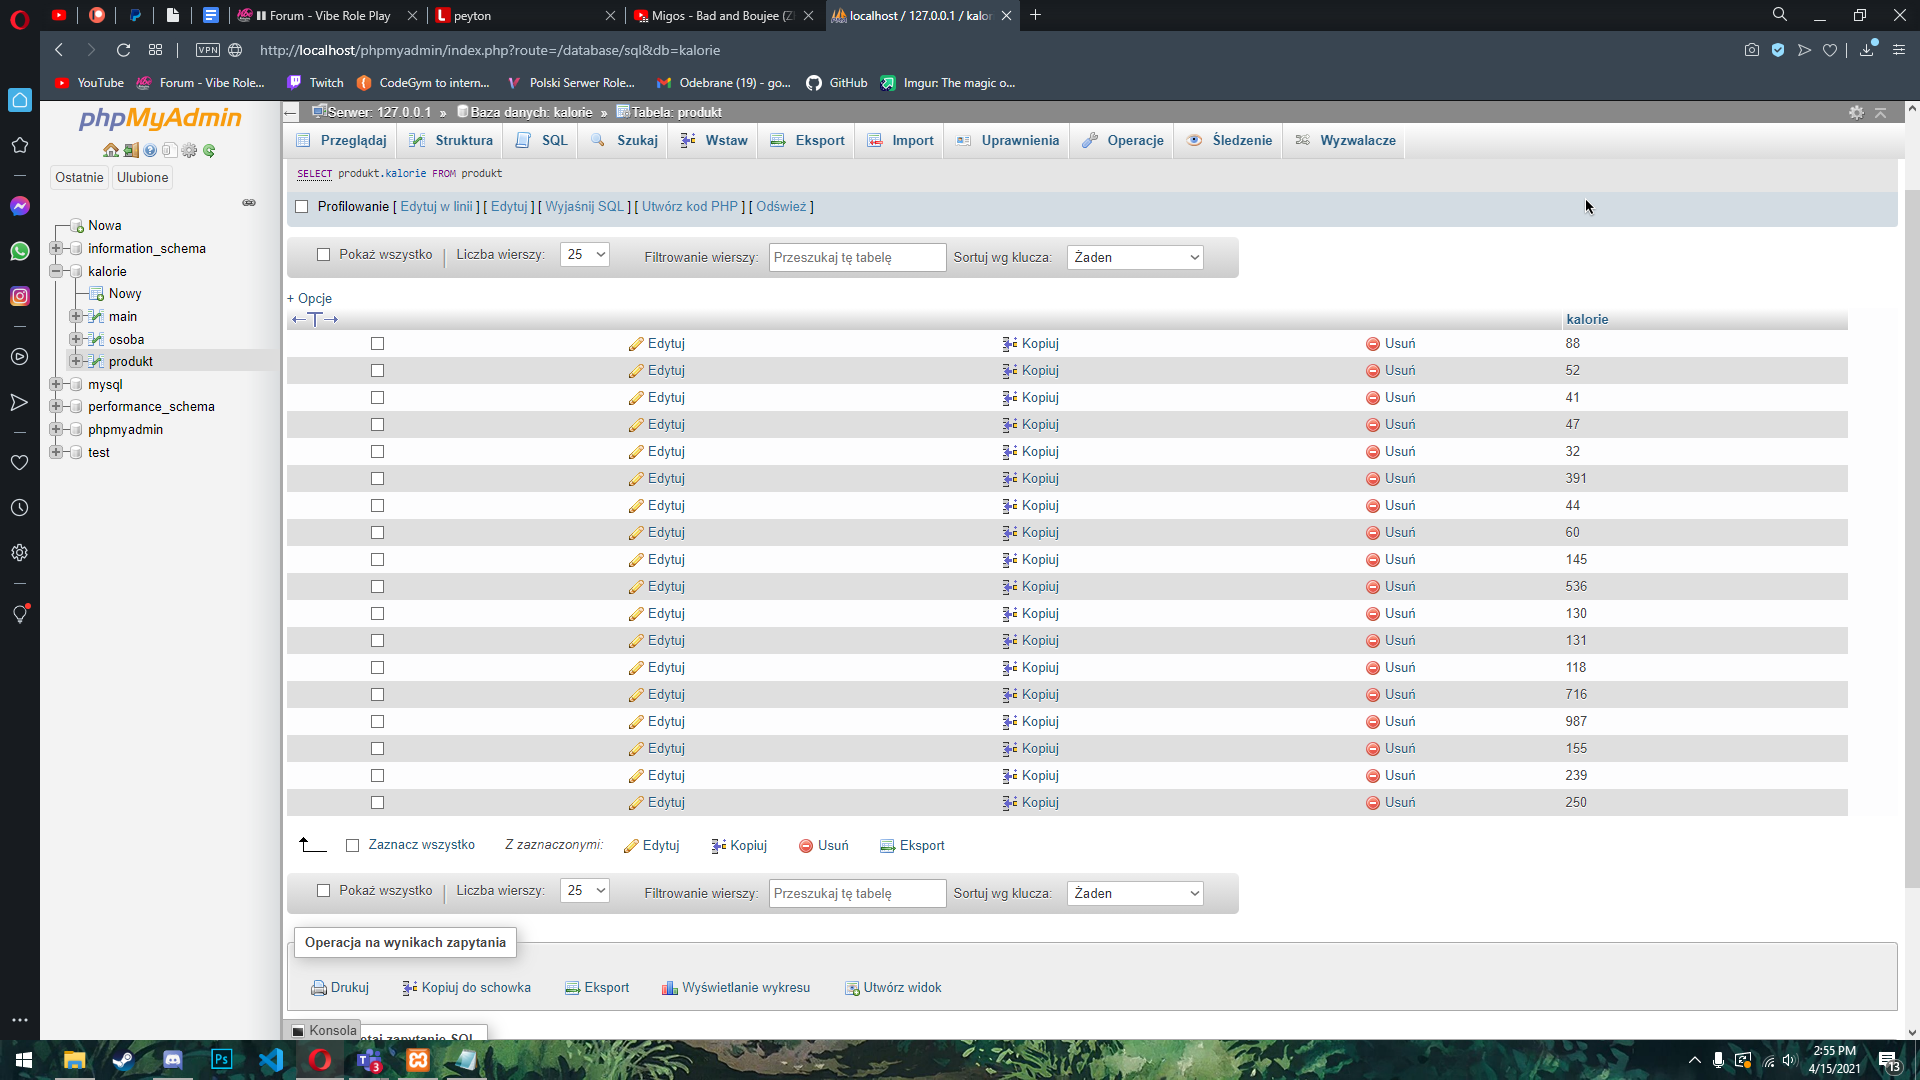 Forum - Vibe Role Play
peyton
Migos - Bad and Boujee (Z
localhost / 127.0.0.1 / kalor
VPN
http://localhost/phpmyadmin/index.php?route=/database/sql&db=kalorie
YouTube
Forum - Vibe Role...
Twitch
CodeGym to intern...
Polski Serwer Role...
Odebrane (19) - go...
GitHub
Imgur: The magic o...
phpMyAdmin
Ostatnie
Ulubione
Nowa
information_schema
kalorie
Nowy
main
osoba
produkt
mysql
performance_schema
phpmyadmin
test
Serwer: 127.0.0.1 » Baza danych: kalorie » Tabela: produkt
Przeglądaj
Struktura
SQL
Szukaj
Wstaw
Eksport
Import
Uprawnienia
Operacje
Śledzenie
Wyzwalacze
SELECT produkt.kalorie FROM produkt
Profilowanie [ Edytuj w linii ] [ Edytuj ] [ Wyjaśnij SQL ] [ Utwórz kod PHP ] [ Odśwież ]
Pokaż wszystko | Liczba wierszy: 25 Filtrowanie wierszy: Przeszukaj tę tabelę Sortuj wg klucza: Żaden
+ Opcje
←T→ kalorie
Edytuj Kopiuj Usuń 88
Edytuj Kopiuj Usuń 52
Edytuj Kopiuj Usuń 41
Edytuj Kopiuj Usuń 47
Edytuj Kopiuj Usuń 32
Edytuj Kopiuj Usuń 391
Edytuj Kopiuj Usuń 44
Edytuj Kopiuj Usuń 60
Edytuj Kopiuj Usuń 145
Edytuj Kopiuj Usuń 536
Edytuj Kopiuj Usuń 130
Edytuj Kopiuj Usuń 131
Edytuj Kopiuj Usuń 118
Edytuj Kopiuj Usuń 716
Edytuj Kopiuj Usuń 987
Edytuj Kopiuj Usuń 155
Edytuj Kopiuj Usuń 239
Edytuj Kopiuj Usuń 250
Zaznacz wszystko Z zaznaczonymi: Edytuj Kopiuj Usuń Eksport
Pokaż wszystko | Liczba wierszy: 25 Filtrowanie wierszy: Przeszukaj tę tabelę Sortuj wg klucza: Żaden
Operacja na wynikach zapytania
Drukuj Kopiuj do schowka Eksport Wyświetlanie wykresu Utwórz widok
Konsola
zapytanie SQL
Ps
3
2:55 PM
4/15/2021
13